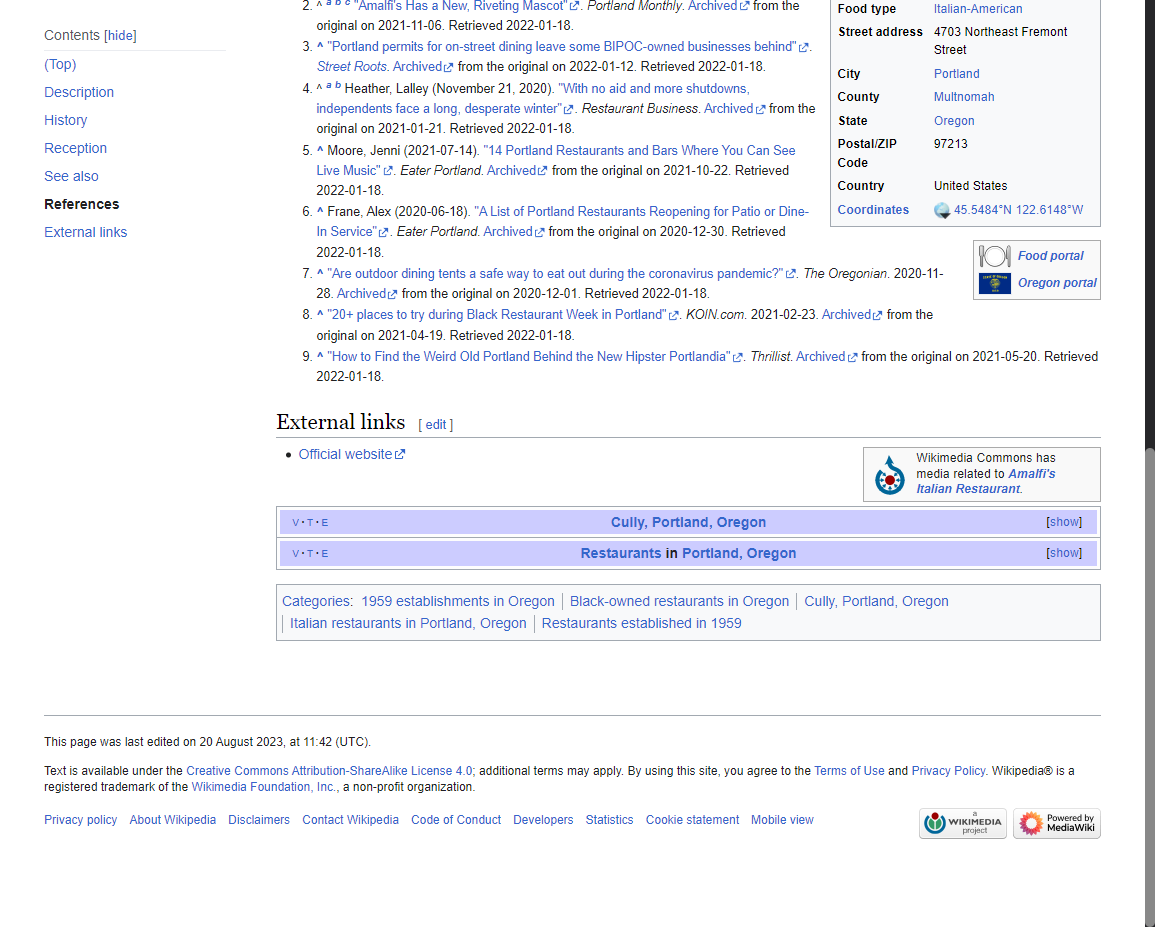 Contents [hide]
(Top)
Description
History
Reception
See also
References
External links
2. ^ a b c "Amalfi's Has a New, Riveting Mascot". Portland Monthly. Archived from the
original on 2021-11-06. Retrieved 2022-01-18.
3. ^ "Portland permits for on-street dining leave some BIPOC-owned businesses behind".
Street Roots. Archived from the original on 2022-01-12. Retrieved 2022-01-18.
4. ^ a b Heather, Lalley (November 21, 2020). "With no aid and more shutdowns,
independents face a long, desperate winter". Restaurant Business. Archived from the
original on 2021-01-21. Retrieved 2022-01-18.
5. ^ Moore, Jenni (2021-07-14). "14 Portland Restaurants and Bars Where You Can See
Live Music". Eater Portland. Archived from the original on 2021-10-22. Retrieved
2022-01-18.
6. ^ Frane, Alex (2020-06-18). "A List of Portland Restaurants Reopening for Patio or Dine-
In Service". Eater Portland. Archived from the original on 2020-12-30. Retrieved
2022-01-18.
7. ^ "Are outdoor dining tents a safe way to eat out during the coronavirus pandemic?". The Oregonian. 2020-11-
28. Archived from the original on 2020-12-01. Retrieved 2022-01-18.
8. ^ "20+ places to try during Black Restaurant Week in Portland". KOIN.com. 2021-02-23. Archived from the
original on 2021-04-19. Retrieved 2022-01-18.
9. ^ "How to Find the Weird Old Portland Behind the New Hipster Portlandia". Thrillist. Archived from the original on 2021-05-20. Retrieved
2022-01-18.
Food type Italian-American
Street address 4703 Northeast Fremont
Street
City Portland
County Multnomah
State Oregon
Postal/ZIP 97213
Code
Country United States
Coordinates 45.5484°N 122.6148°W
Food portal
Oregon portal
External links [ edit ]
• Official website
Wikimedia Commons has
media related to Amalfi's
Italian Restaurant.
V · T · E Cully, Portland, Oregon [show]
V · T · E Restaurants in Portland, Oregon [show]
Categories: 1959 establishments in Oregon | Black-owned restaurants in Oregon | Cully, Portland, Oregon
| Italian restaurants in Portland, Oregon | Restaurants established in 1959
This page was last edited on 20 August 2023, at 11:42 (UTC).
Text is available under the Creative Commons Attribution-ShareAlike License 4.0; additional terms may apply. By using this site, you agree to the Terms of Use and Privacy Policy. Wikipedia® is a
registered trademark of the Wikimedia Foundation, Inc., a non-profit organization.
Privacy policy About Wikipedia Disclaimers Contact Wikipedia Code of Conduct Developers Statistics Cookie statement Mobile view
a
WIKIMEDIA
project
Powered by
MediaWiki